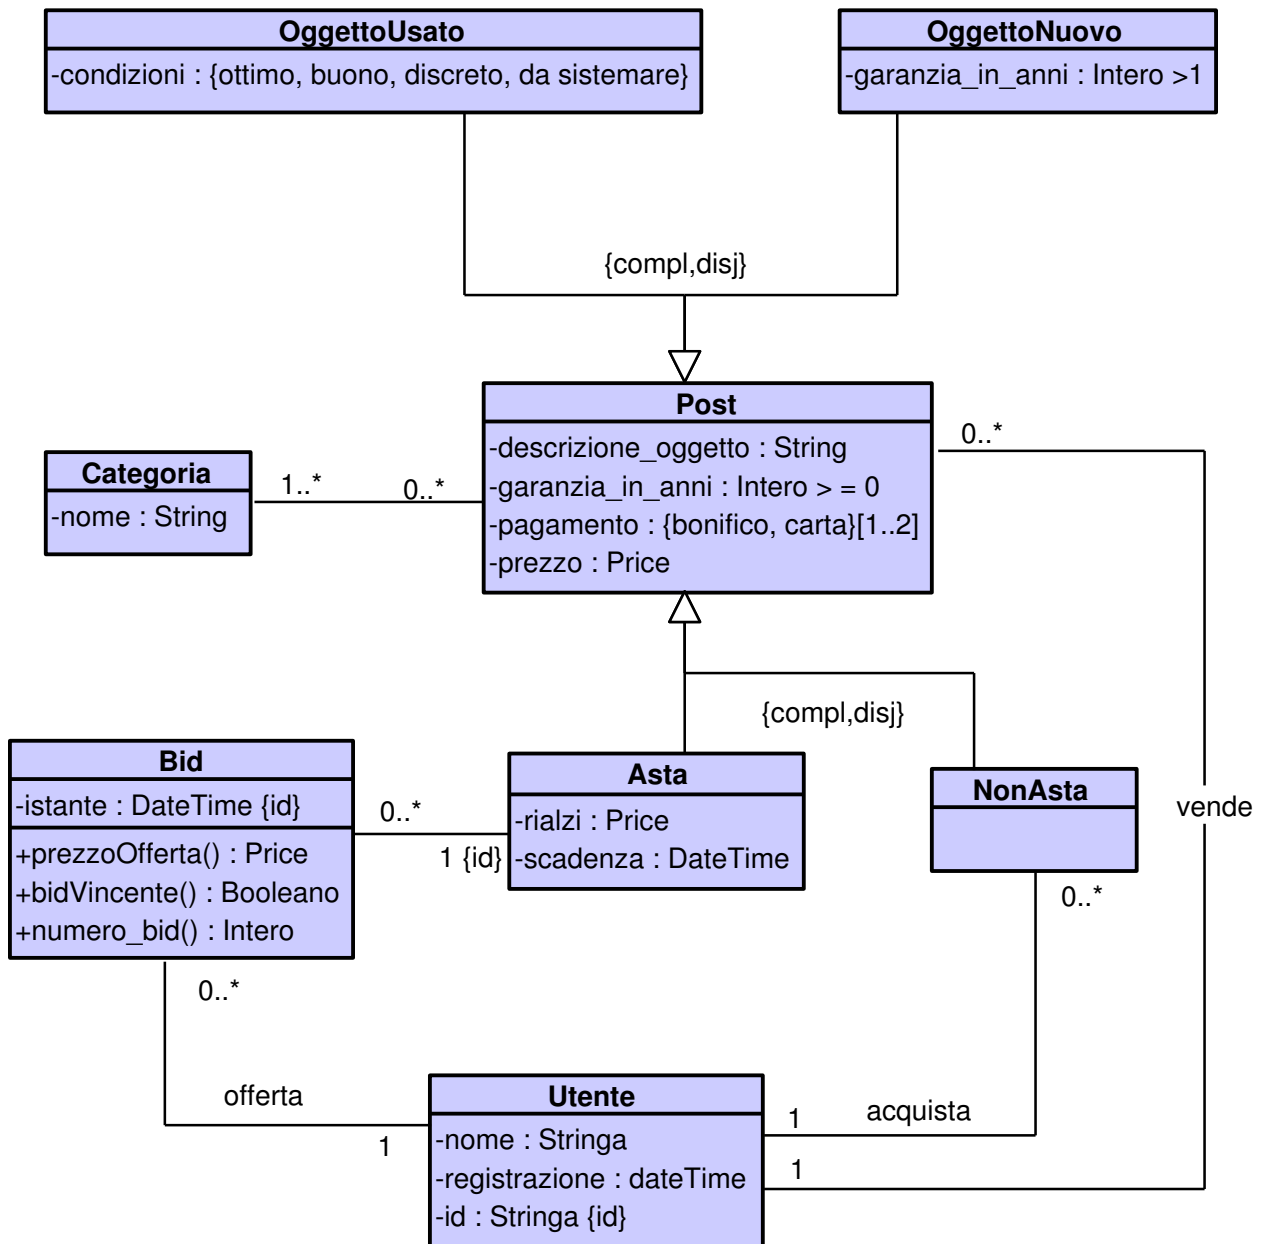 OggettoUsato
-condizioni : {ottimo, buono, discreto, da sistemare}
OggettoNuovo
-garanzia_in_anni : Intero >1
{compl,disj}
Post
-descrizione_oggetto : String
-garanzia_in_anni : Intero > = 0
-pagamento : {bonifico, carta}[1..2]
-prezzo : Price
0..*
Categoria
-nome : String
1..*
0..*
{compl,disj}
Bid
-istante : DateTime {id}
+prezzoOfferta() : Price
+bidVincente() : Booleano
+numero_bid() : Intero
0..*
1 {id}
Asta
-rialzi : Price
-scadenza : DateTime
NonAsta
vende
0..*
0..*
offerta
1
Utente
-nome : Stringa
-registrazione : dateTime
-id : Stringa {id}
1
acquista
1